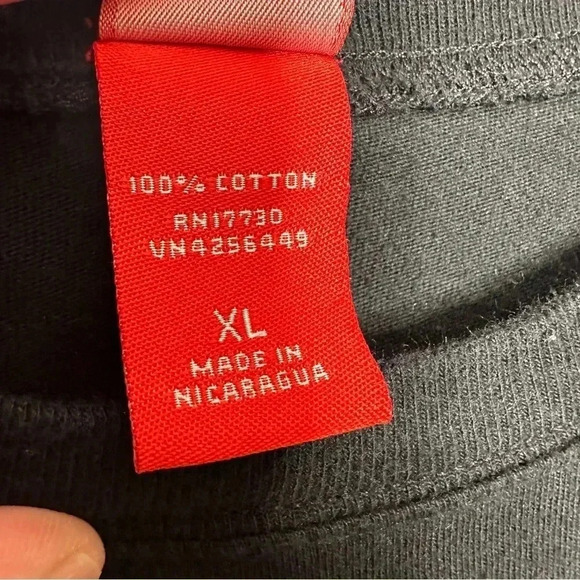 100% COTTON
RN17730
VN4256449
XL
MADE IN
NICARAGUA